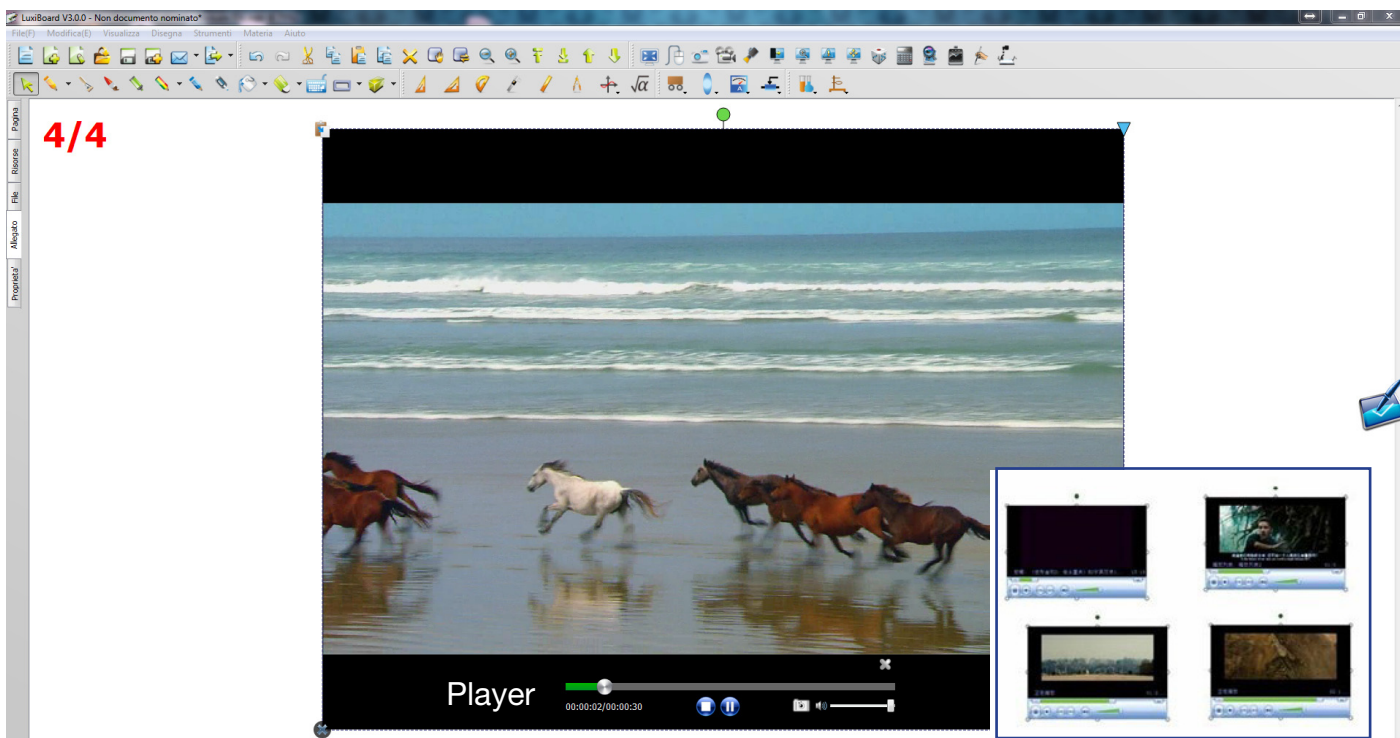 LuxiBoard V3.0.0 - Non documento nominato*
File(F) Modifica(E) Visualizza Disegna Strumenti Materia Aiuto
Pagina
Risorse
File
Allegato
Proprieta'
4/4
Player
00:00:02/00:00:30